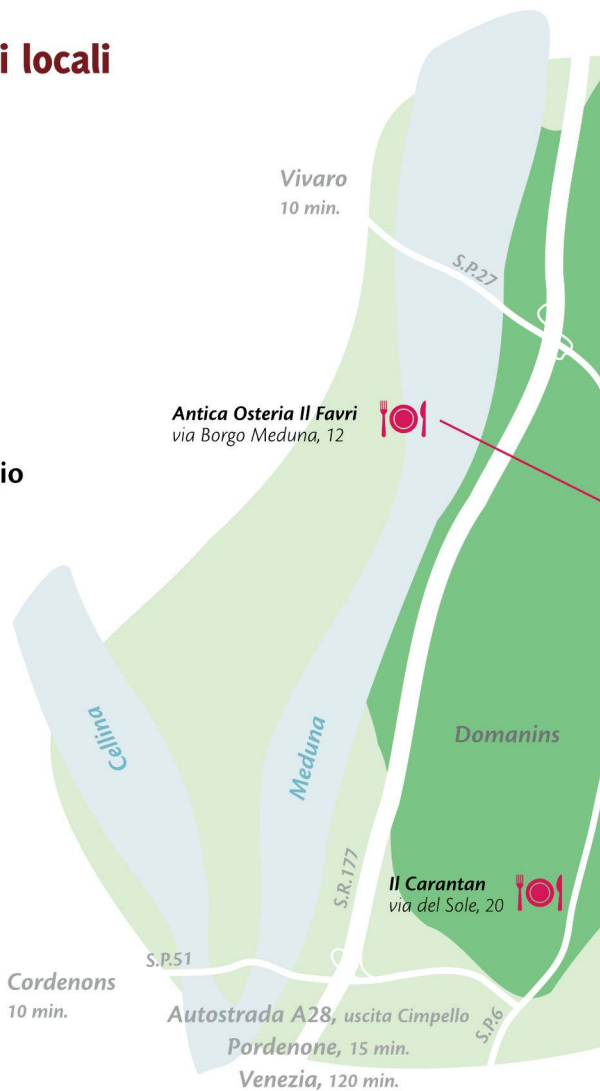 i locali
Vivaro
10 min.
S.P.27
Antica Osteria Il Favri
via Borgo Meduna, 12
io
Cellina
Meduna
Domanins
S.R.177
Il Carantan
via del Sole, 20
S.P.51
Cordenons
10 min.
Autostrada A28, uscita Cimpello
S.P.6
Pordenone, 15 min.
Venezia, 120 min.